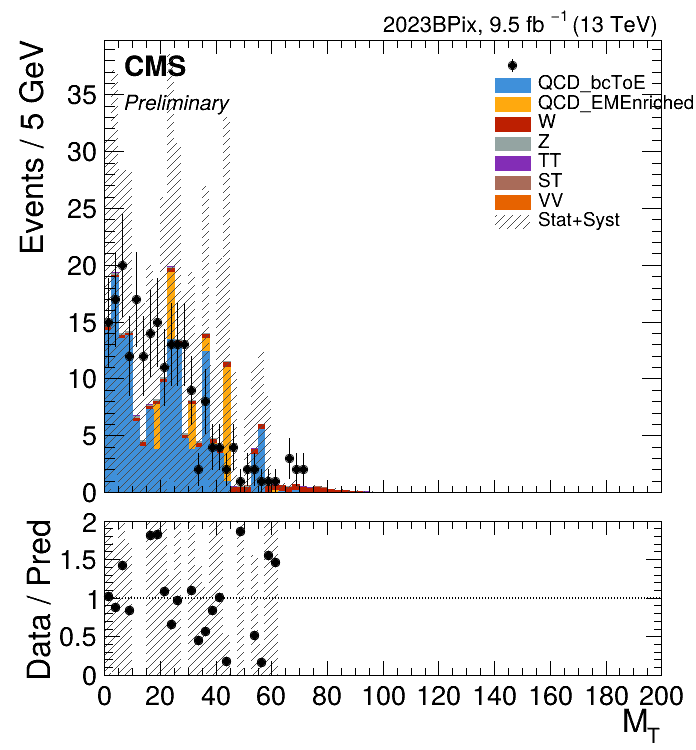 2023BPix, 9.5 fb⁻¹ (13 TeV)
CMS
Preliminary
Events / 5 GeV
35
30
25
20
15
10
5
0
QCD_bcToE
QCD_EMEnriched
W
Z
TT
ST
VV
Stat+Syst
Data / Pred
2
1.5
1
0.5
0
0 20 40 60 80 100 120 140 160 180 200
M_T